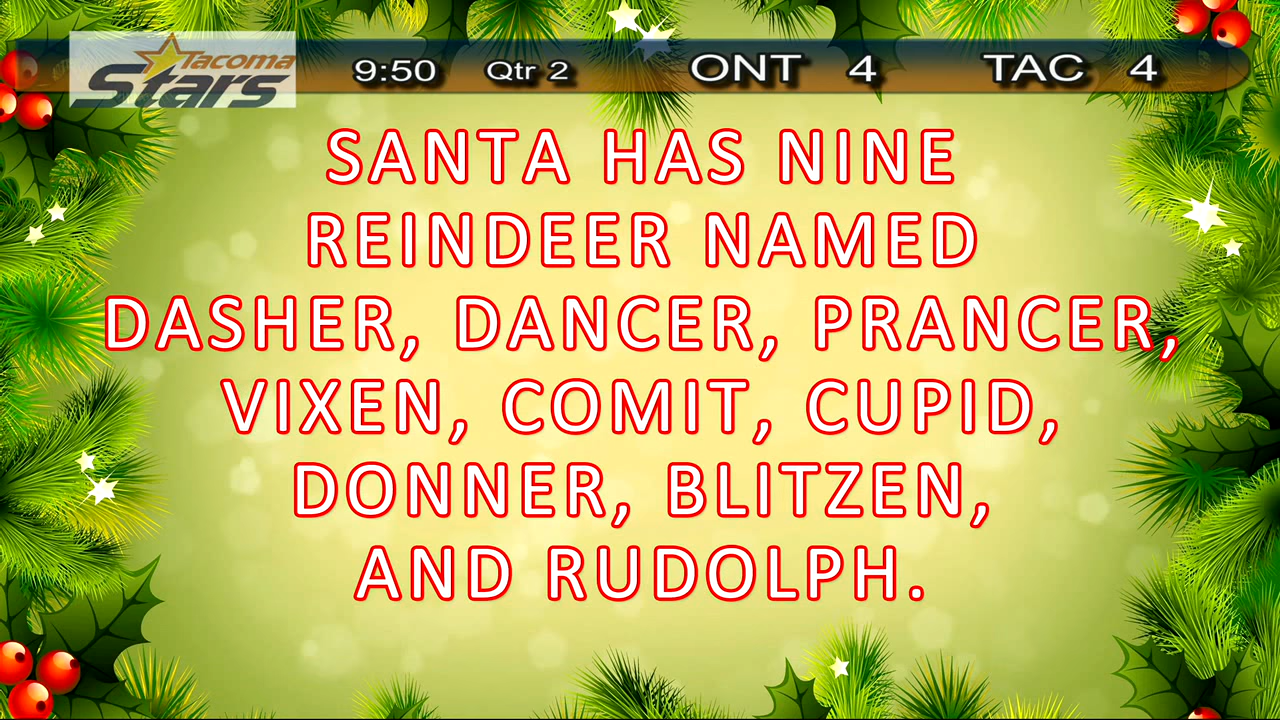 Tacoma
Stars
9:50 Qtr 2 ONT 4 TAC 4
SANTA HAS NINE
REINDEER NAMED
DASHER, DANCER, PRANCER,
VIXEN, COMIT, CUPID,
DONNER, BLITZEN,
AND RUDOLPH.